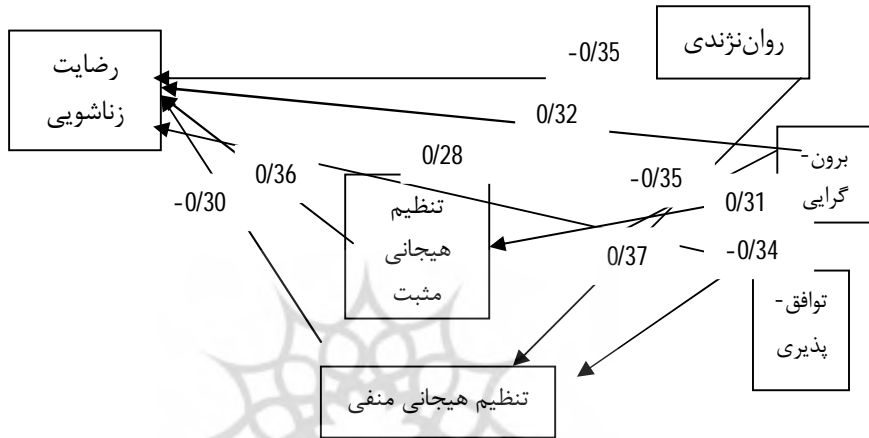 روان‌نژندی
-0/35
رضایت
زناشویی
0/32
برون-
گرایی
0/28
-0/35
0/36
-0/30
تنظیم
هیجانی
مثبت
0/31
0/37
-0/34
توافق-
پذیری
تنظیم هیجانی منفی